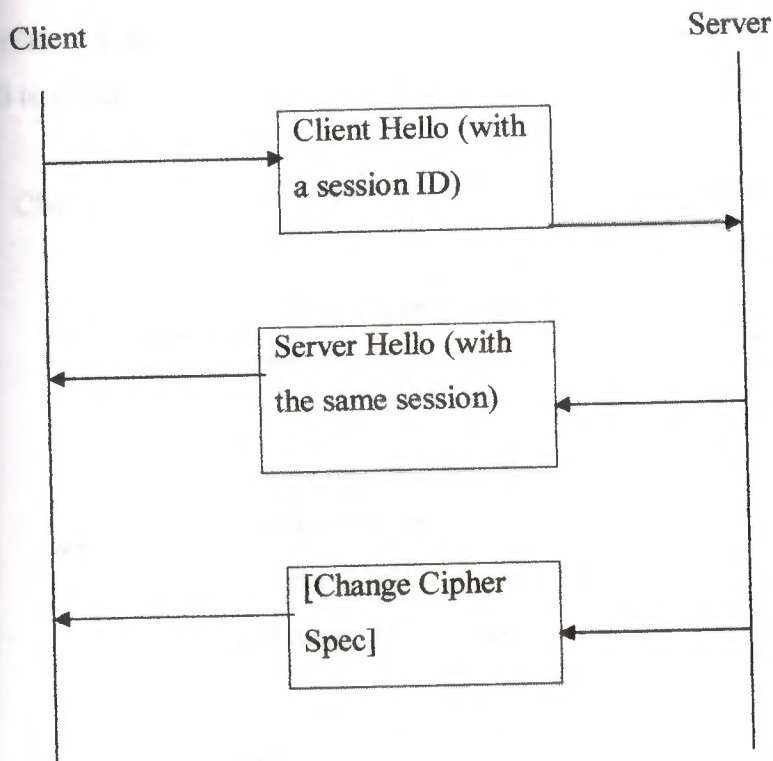 Client
Server
Client Hello (with
a session ID)
Server Hello (with
the same session)
[Change Cipher
Spec]